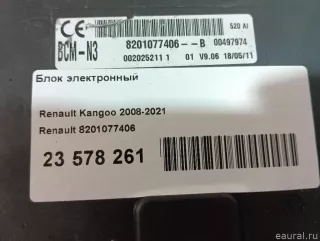 CE
520 AI
BCM-N3
8201077406--B 00497974
002025211 1 01 V9.06 18/05/11
Блок электронный
Renault Kangoo 2008-2021
Renault 8201077406
23 578 261
eaural.ru